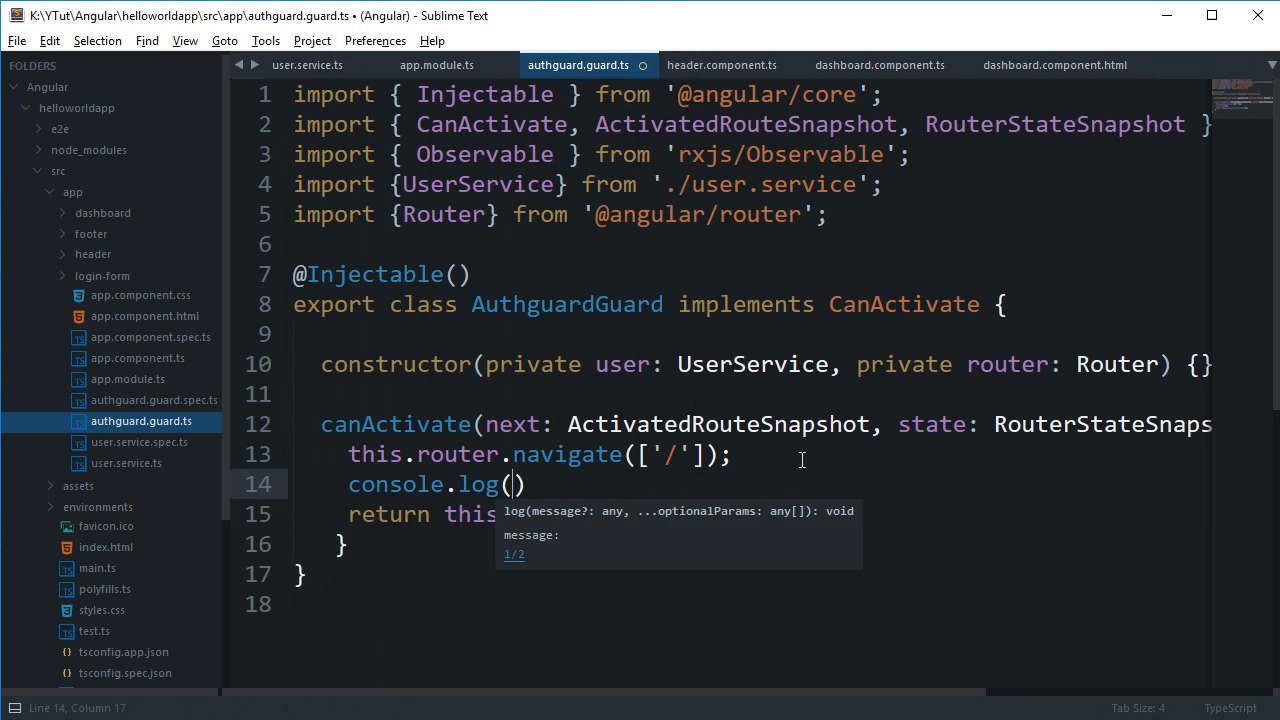 K:\YTut\Angular\helloworldapp\src\app\authguard.guard.ts • (Angular) - Sublime Text
File Edit Selection Find View Goto Tools Project Preferences Help
FOLDERS
Angular
helloworldapp
e2e
node_modules
src
app
dashboard
footer
header
login-form
app.component.css
app.component.html
app.component.spec.ts
app.component.ts
app.module.ts
authguard.guard.spec.ts
authguard.guard.ts
user.service.spec.ts
user.service.ts
assets
environments
favicon.ico
index.html
main.ts
polyfills.ts
styles.css
test.ts
tsconfig.app.json
tsconfig.spec.json
user.service.ts app.module.ts authguard.guard.ts header.component.ts dashboard.component.ts dashboard.component.html
1 import { Injectable } from '@angular/core';
2 import { CanActivate, ActivatedRouteSnapshot, RouterStateSnapshot }
3 import { Observable } from 'rxjs/Observable';
4 import {UserService} from './user.service';
5 import {Router} from '@angular/router';
6
7 @Injectable()
8 export class AuthguardGuard implements CanActivate {
9
10 constructor(private user: UserService, private router: Router) {}
11
12 canActivate(next: ActivatedRouteSnapshot, state: RouterStateSnaps
13 this.router.navigate(['/']);
14 console.log()
15 return this
16 }
17 }
18
log(message?: any, ...optionalParams: any[]): void
message:
1/2
Line 14, Column 17 Tab Size: 4 TypeScript